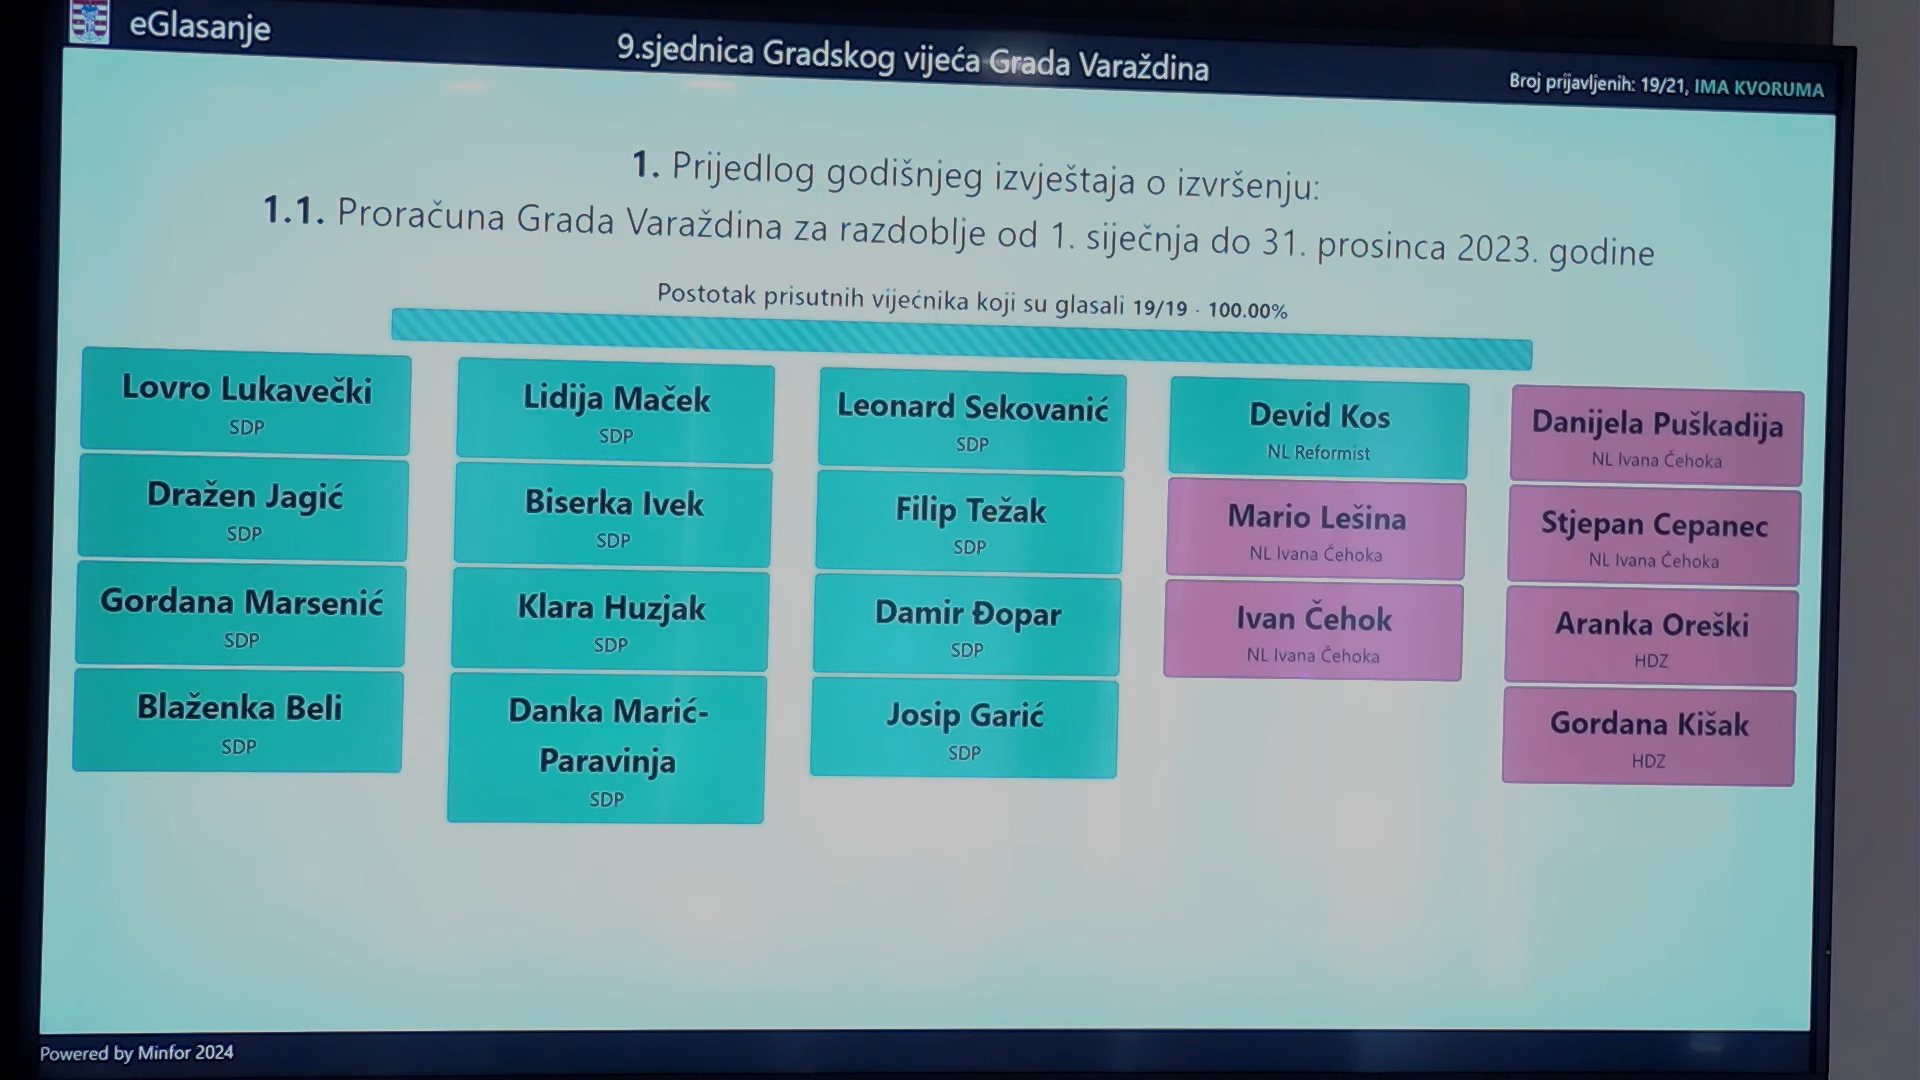 eGlasanje
9.sjednica Gradskog vijeća Grada Varaždina
Broj prijavljenih: 19/21, IMA KVORUMA
1. Prijedlog godišnjeg izvještaja o izvršenju:
1.1. Proračuna Grada Varaždina za razdoblje od 1. siječnja do 31. prosinca 2023. godine
Postotak prisutnih vijećnika koji su glasali 19/19 - 100.00%
Lovro Lukavečki
SDP
Dražen Jagić
SDP
Gordana Marsenić
SDP
Blaženka Beli
SDP
Lidija Maček
SDP
Biserka Ivek
SDP
Klara Huzjak
SDP
Danka Marić-
Paravinja
SDP
Leonard Sekovanić
SDP
Filip Težak
SDP
Damir Đopar
SDP
Josip Garić
SDP
Devid Kos
NL Reformist
Mario Lešina
NL Ivana Čehoka
Ivan Čehok
NL Ivana Čehoka
Danijela Puškadija
NL Ivana Čehoka
Stjepan Cepanec
NL Ivana Čehoka
Aranka Oreški
HDZ
Gordana Kišak
HDZ
Powered by Minfor 2024